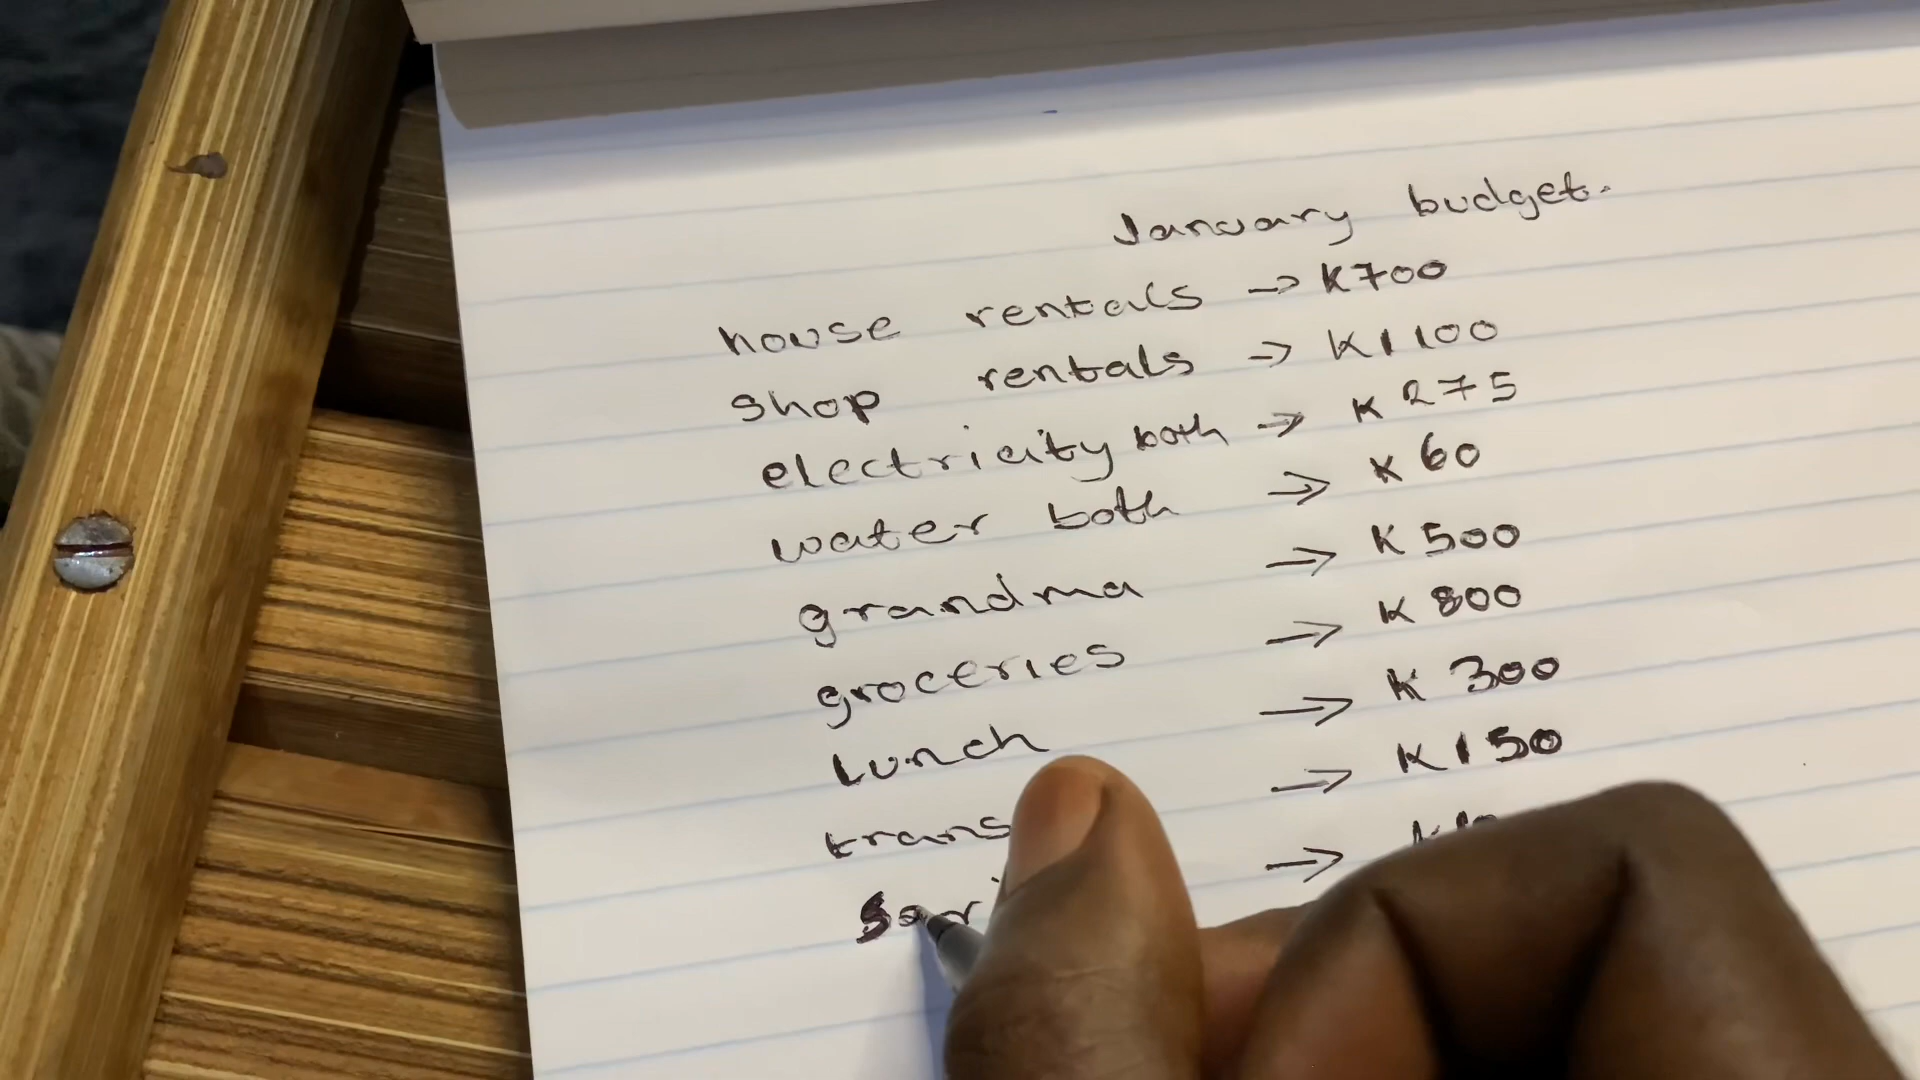 January budget.
house rentals → K700
shop rentals → K1100
electricity both → K275
water both → K60
grandma → K500
groceries → K800
Lunch → K300
trans → K150
→